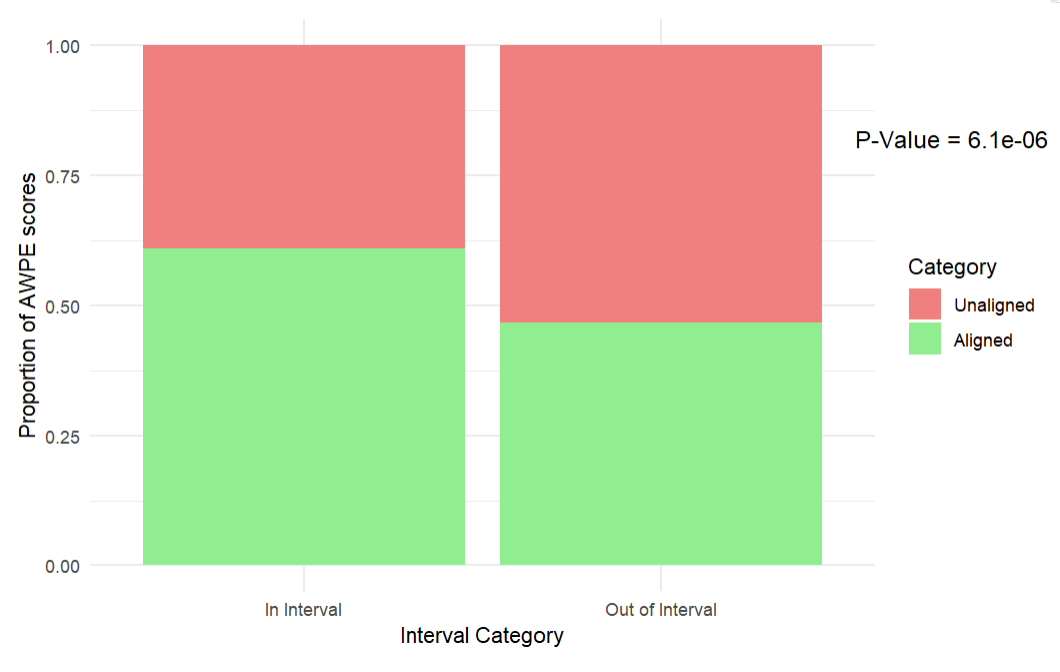 Proportion of AWPE scores
1.00
0.75
0.50
0.25
0.00
In Interval
Out of Interval
Interval Category
P-Value = 6.1e-06
Category
Unaligned
Aligned